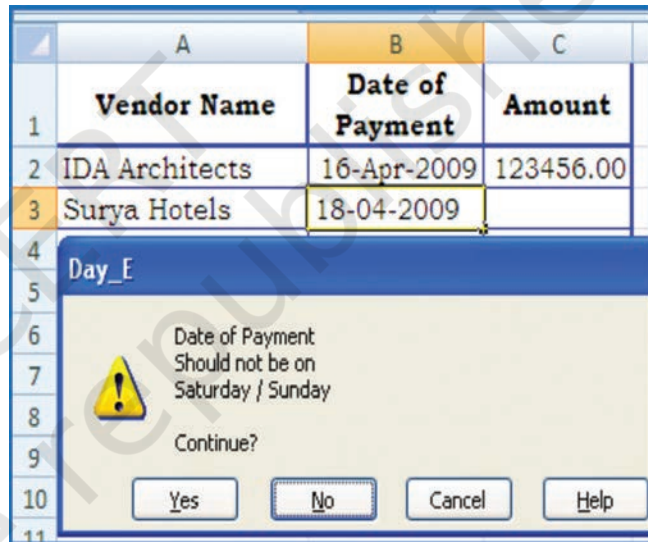 A B C
1 Vendor Name Date of Payment Amount
2 IDA Architects 16-Apr-2009 123456.00
3 Surya Hotels 18-04-2009
4
Day_E
5
6 Date of Payment
7 Should not be on
Saturday / Sunday
8
9 Continue?
10 Yes No Cancel Help
11